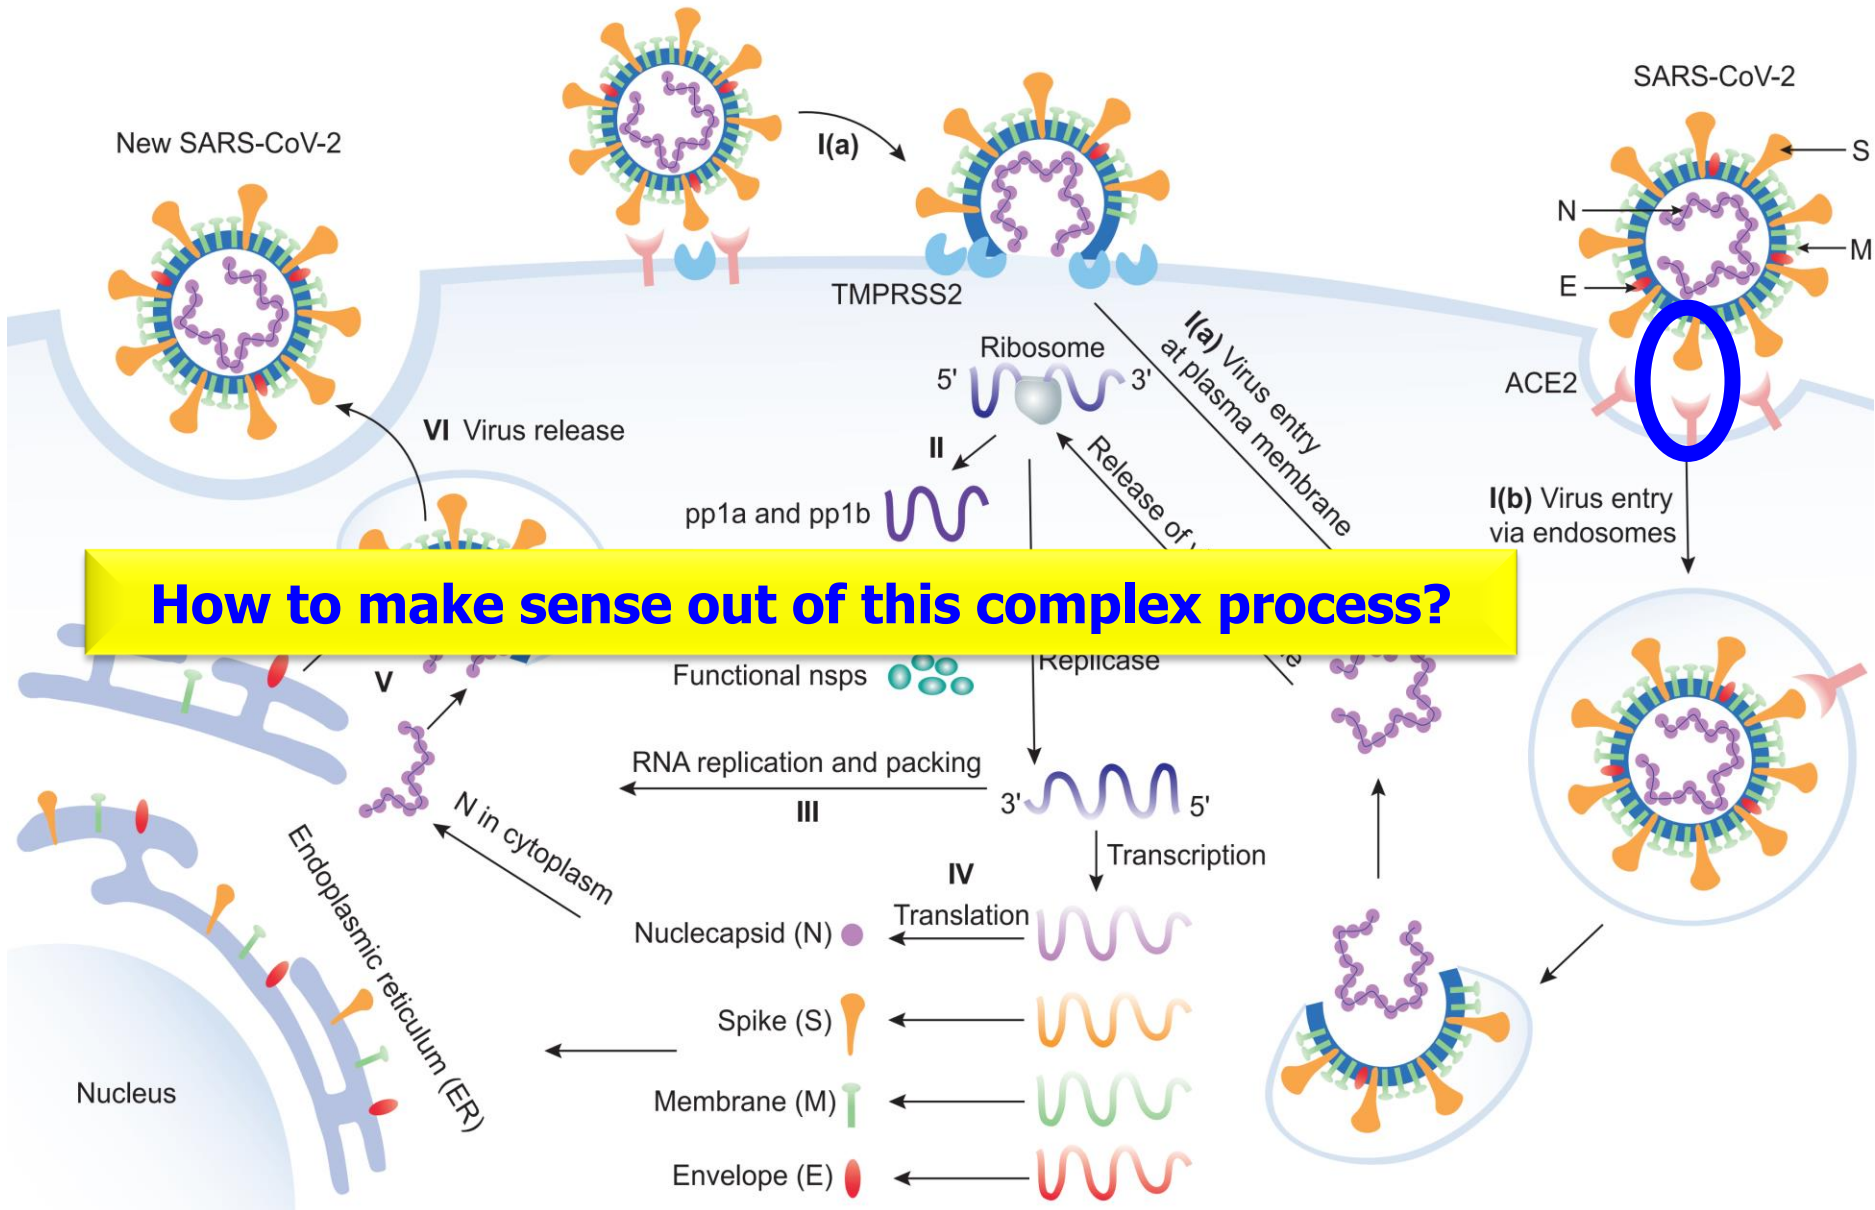 SARS-CoV-2
New SARS-CoV-2
I(a)
S
N
M
E
TMPRSS2
I(a) Virus entry
at plasma membrane
Ribosome
5'
3'
ACE2
VI Virus release
II
Release of
I(b) Virus entry
via endosomes
pp1a and pp1b
How to make sense out of this complex process?
V
Functional nsps
Replicase
RNA replication and packing
III
3'
5'
N in cytoplasm
Transcription
IV
Translation
Endoplasmic reticulum (ER)
Nuclecapsid (N)
Spike (S)
Nucleus
Membrane (M)
Envelope (E)